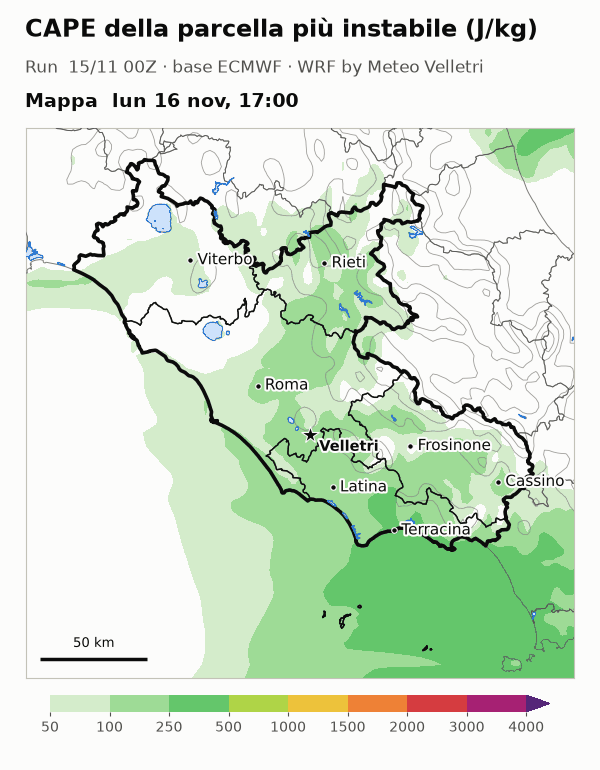 CAPE della parcella più instabile (J/kg)
Run  15/11 00Z · base ECMWF · WRF by Meteo Velletri
Mappa  lun 16 nov, 17:00
Viterbo
Rieti
Roma
Velletri
Frosinone
Cassino
Latina
Terracina
50 km
50 100 250 500 1000 1500 2000 3000 4000